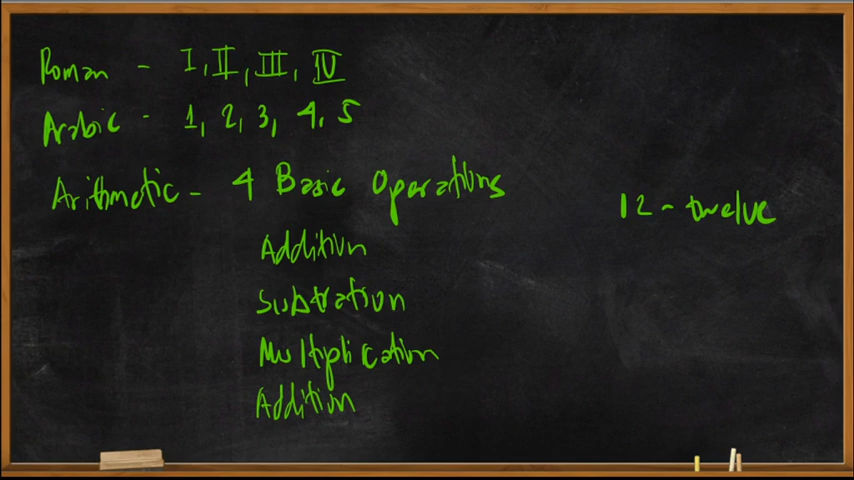 Roman - I, II, III, IV
Arabic - 1, 2, 3, 4, 5
Arithmetic - 4 Basic Operations
12 - twelve
Addition
Subtration
Multiplication
Addition